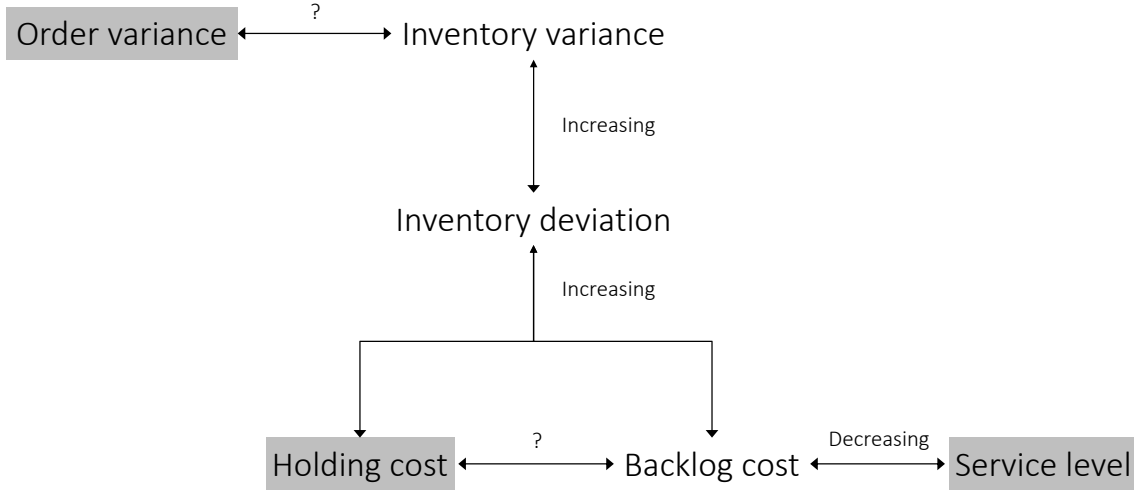 ?
Order variance
Inventory variance
Increasing
Inventory deviation
Increasing
?
Decreasing
Holding cost
Backlog cost
Service level